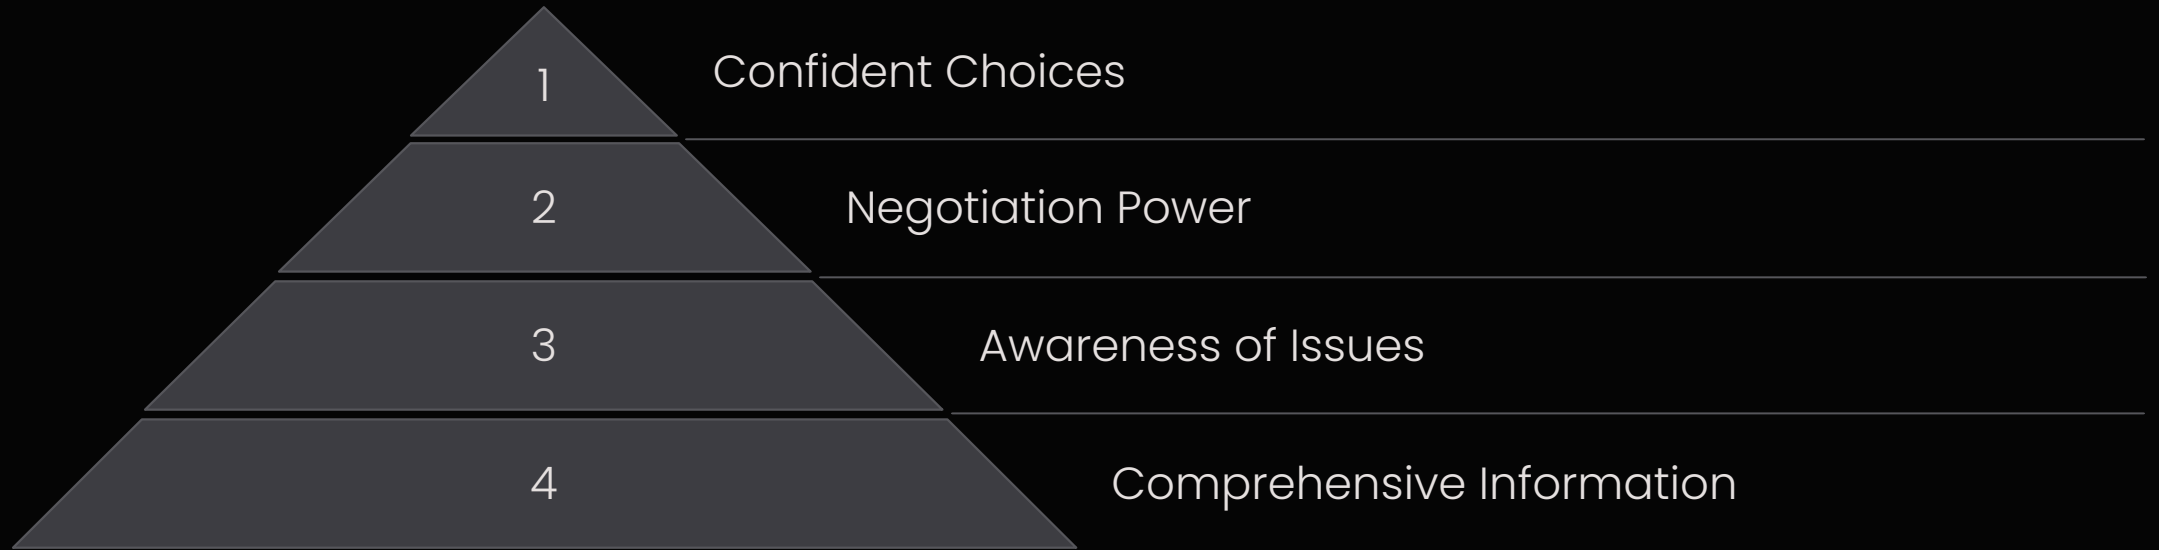 1
Confident Choices
2
Negotiation Power
3
Awareness of Issues
4
Comprehensive Information